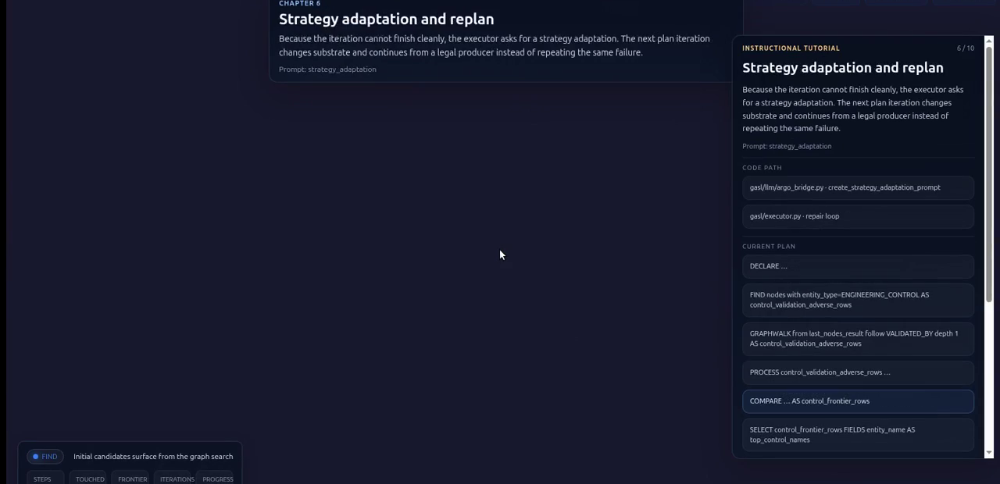 CHAPTER 6
Strategy adaptation and replan
Because the iteration cannot finish cleanly, the executor asks for a strategy adaptation. The next plan iteration
changes substrate and continues from a legal producer instead of repeating the same failure.
Prompt: strategy_adaptation
INSTRUCTIONAL TUTORIAL
6 / 10
Strategy adaptation and replan
Because the iteration cannot finish cleanly, the executor asks
for a strategy adaptation. The next plan iteration changes
substrate and continues from a legal producer instead of
repeating the same failure.
Prompt: strategy_adaptation
CODE PATH
gasl/llm/argo_bridge.py · create_strategy_adaptation_prompt
gasl/executor.py · repair loop
CURRENT PLAN
DECLARE ...
FIND nodes with entity_type=ENGINEERING_CONTROL AS
control_validation_adverse_rows
GRAPHWALK from last_nodes_result follow VALIDATED_BY depth 1
AS control_validation_adverse_rows
PROCESS control_validation_adverse_rows ...
COMPARE ... AS control_frontier_rows
SELECT control_frontier_rows FIELDS entity_name AS
top_control_names
FIND
Initial candidates surface from the graph search
STEPS
TOUCHED
FRONTIER
ITERATIONS
PROGRESS